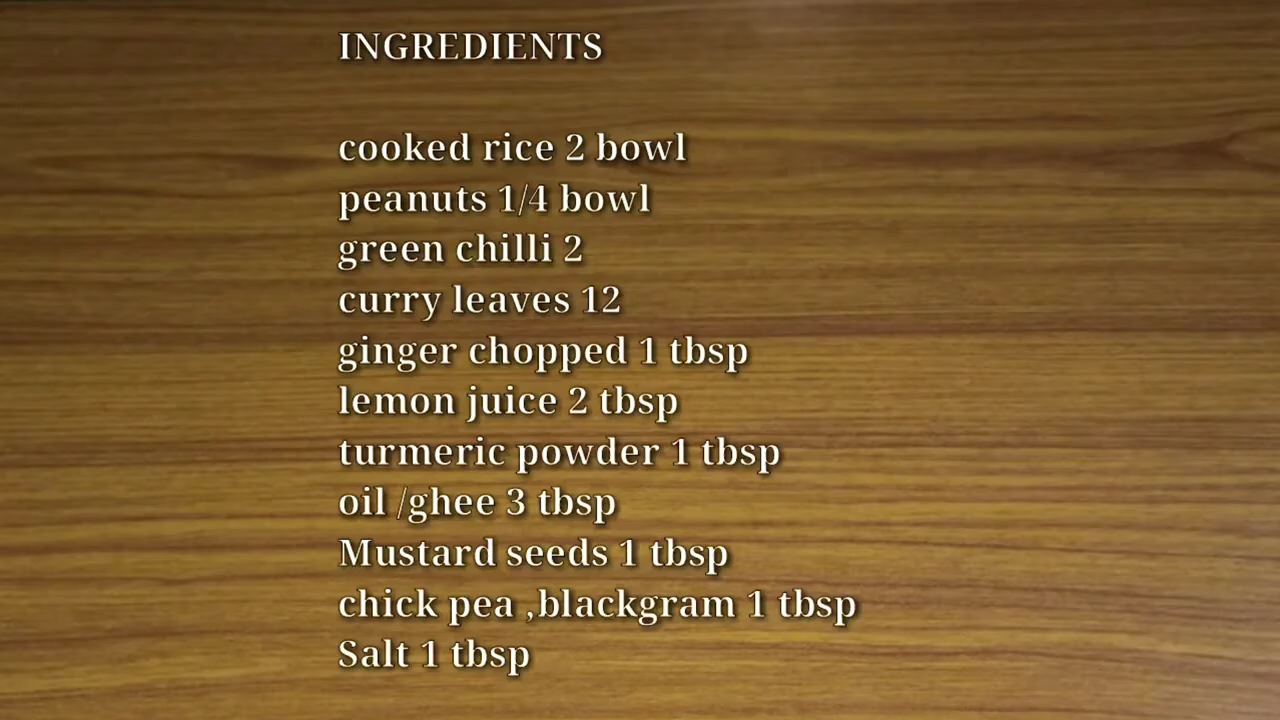 INGREDIENTS
cooked rice 2 bowl
peanuts 1/4 bowl
green chilli 2
curry leaves 12
ginger chopped 1 tbsp
lemon juice 2 tbsp
turmeric powder 1 tbsp
oil /ghee 3 tbsp
Mustard seeds 1 tbsp
chick pea ,blackgram 1 tbsp
Salt 1 tbsp